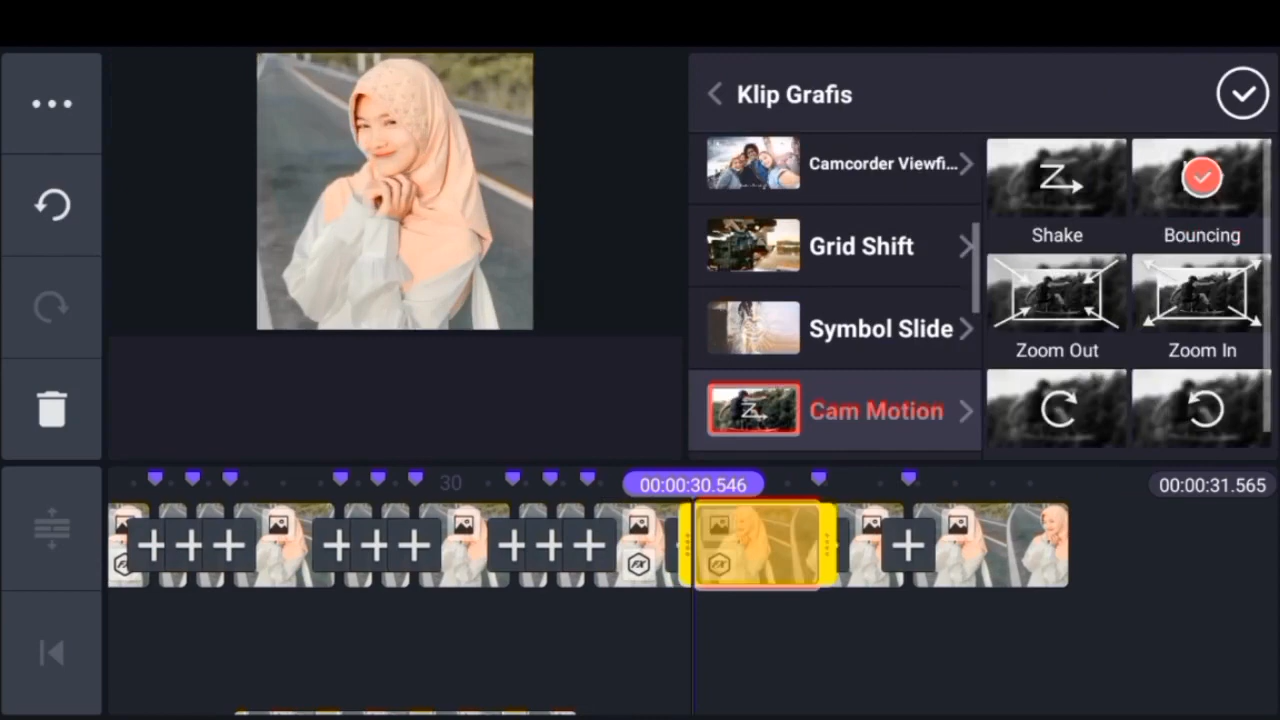 Klip Grafis
Camcorder Viewfi...
Grid Shift
Symbol Slide
Cam Motion
Shake
Bouncing
Zoom Out
Zoom In
30
00:00:30.546
00:00:31.565